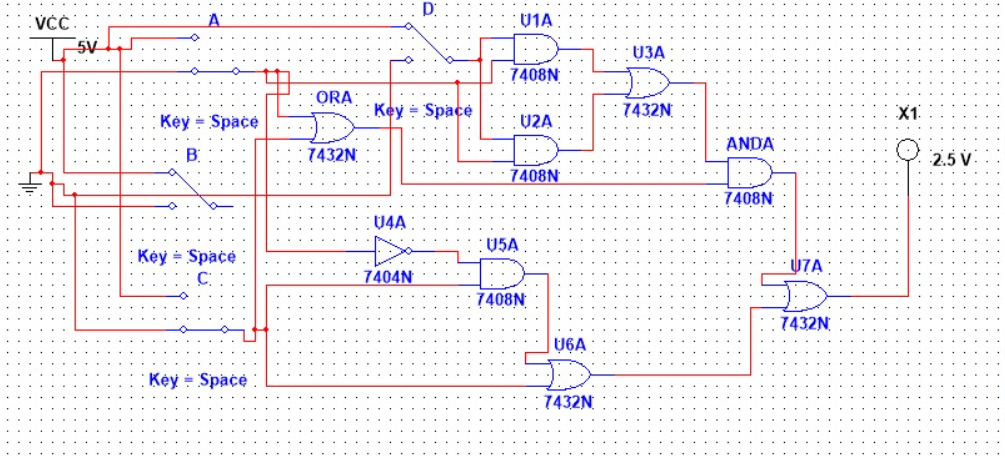 D
A
VCC
5V
U1A
7408N
U3A
7432N
ORA
7432N
Key = Space
Key = Space
U2A
7408N
X1
2.5 V
ANDA
7408N
B
Key = Space
U4A
7404N
U5A
7408N
C
U7A
7432N
U6A
7432N
Key = Space